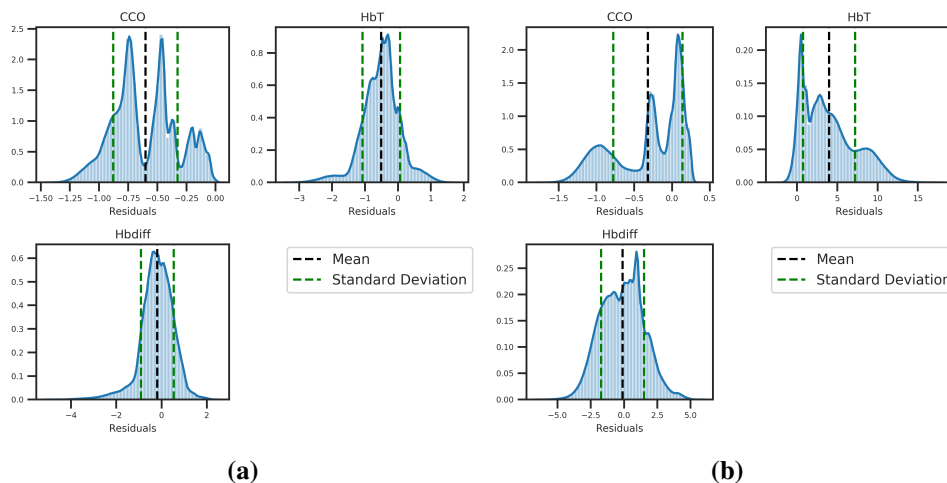 CCO
2.5
2.0
1.5
1.0
0.5
0.0
−1.50 −1.25 −1.00 −0.75 −0.50 −0.25 0.00
Residuals
HbT
0.8
0.6
0.4
0.2
0.0
−3 −2 −1 0 1 2
Residuals
Hbdiff
0.6
0.5
0.4
0.3
0.2
0.1
0.0
−4 −2 0 2
Residuals
Mean
Standard Deviation
(a)
CCO
2.0
1.5
1.0
0.5
0.0
−1.5 −1.0 −0.5 0.0 0.5
Residuals
HbT
0.20
0.15
0.10
0.05
0.00
0 5 10 15
Residuals
Hbdiff
0.25
0.20
0.15
0.10
0.05
0.00
−5.0 −2.5 0.0 2.5 5.0
Residuals
Mean
Standard Deviation
(b)